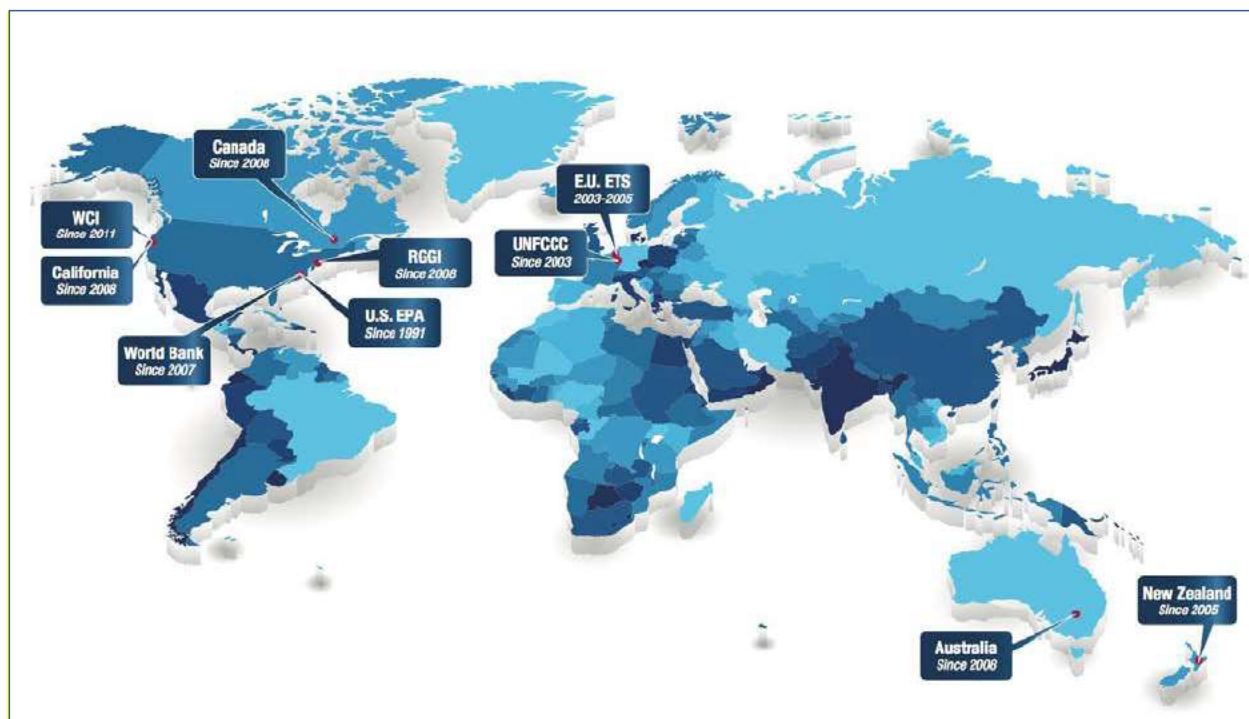 Canada
Since 2006
WCI
Since 2011
California
Since 2008
World Bank
Since 2007
RGGI
Since 2008
U.S. EPA
Since 1991
E.U. ETS
2003-2005
UNFCCC
Since 2003
Australia
Since 2008
New Zealand
Since 2005